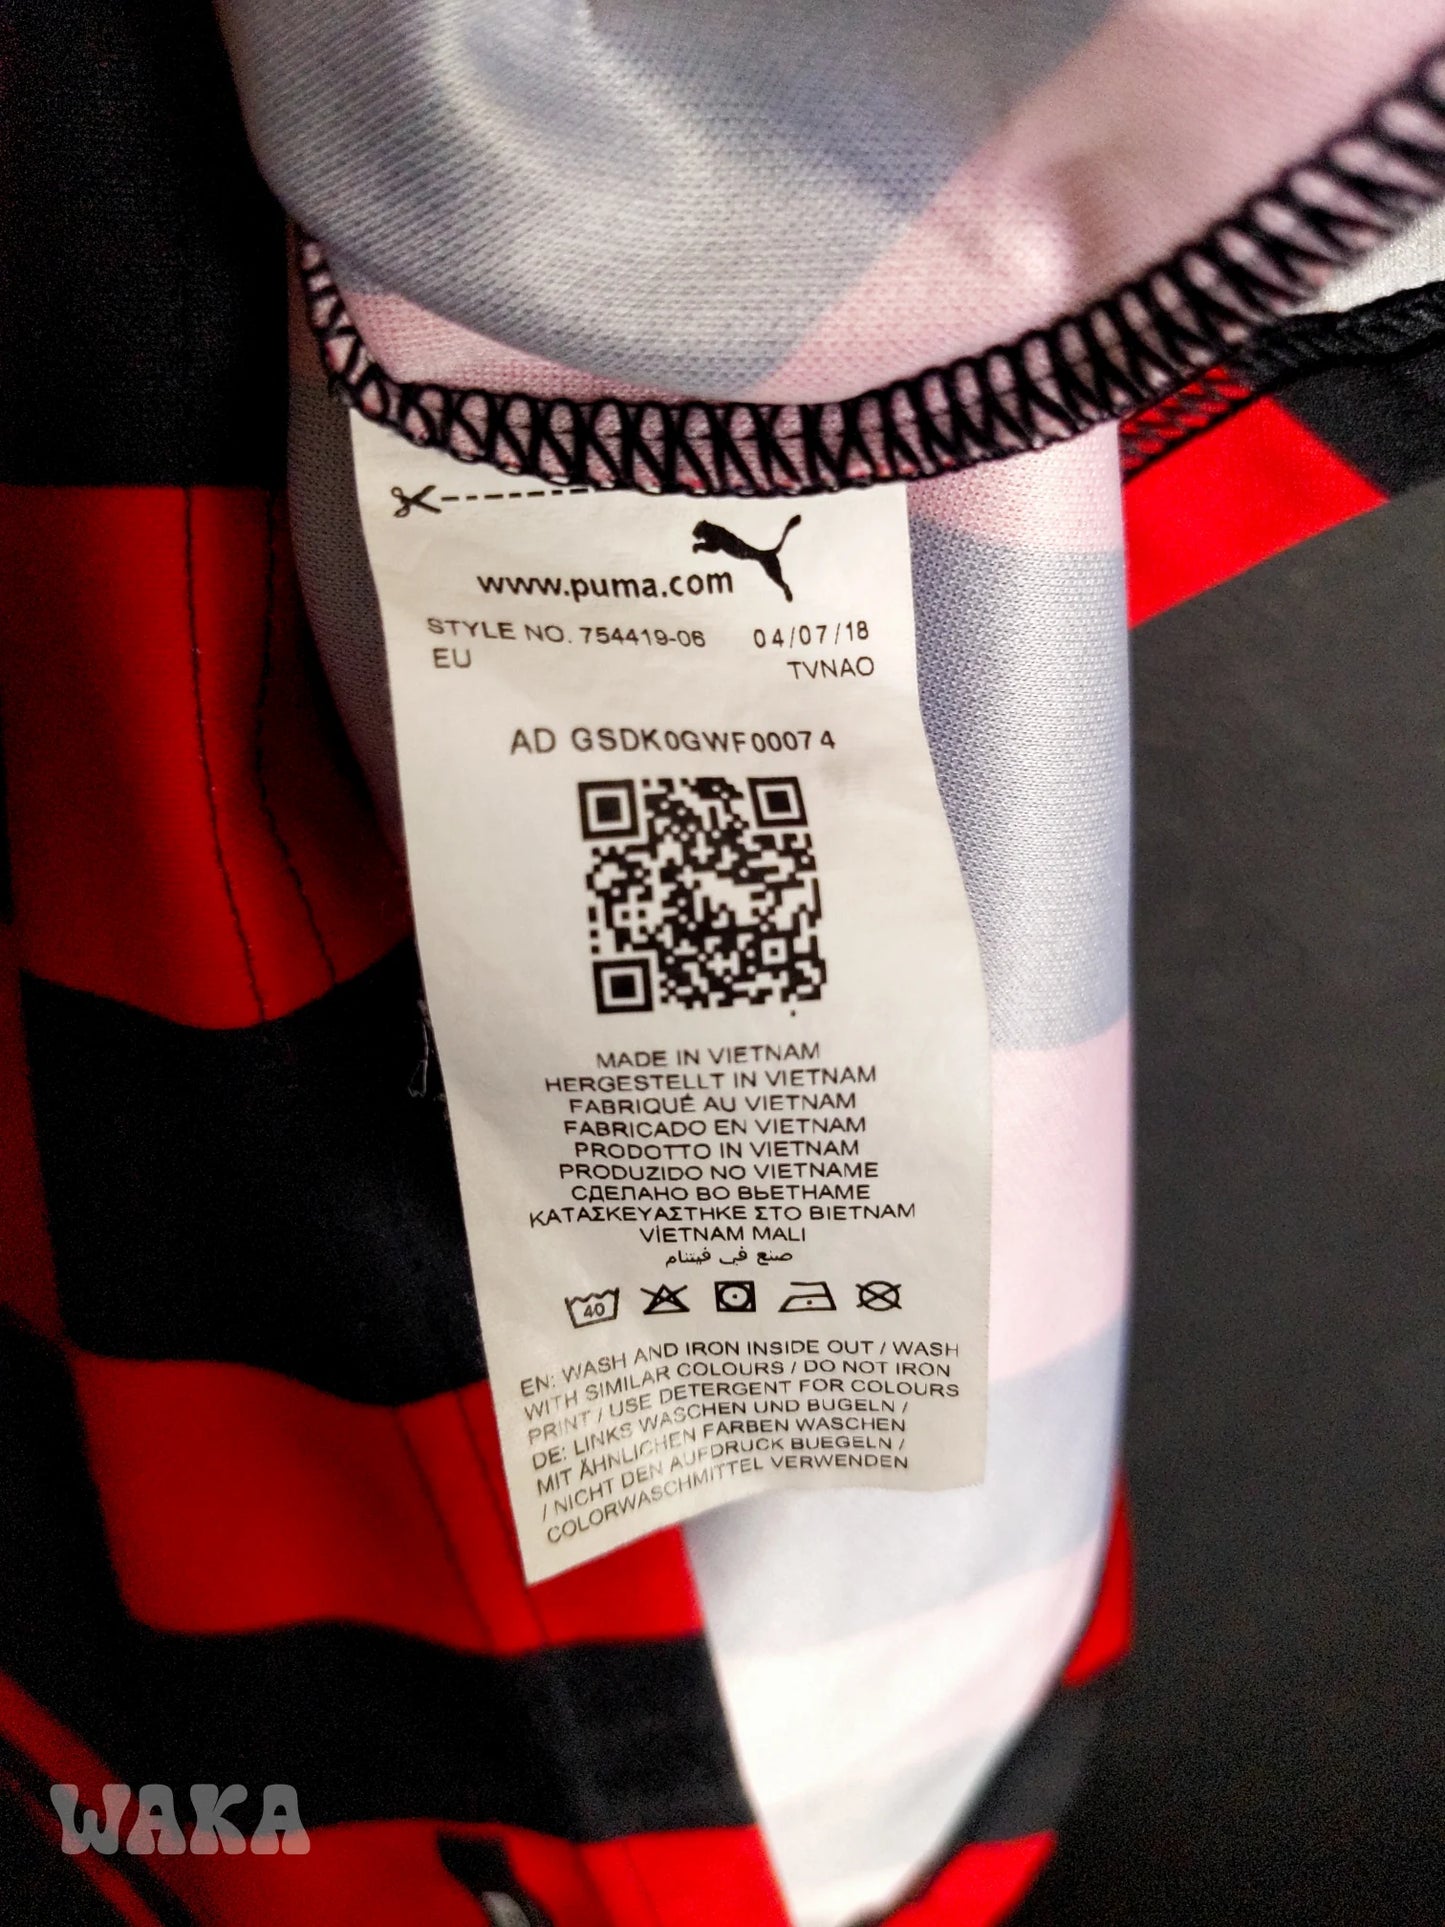 www.puma.com
STYLE NO. 754419-06 04/07/18
EU TVNAO
AD GSDK0GWF00074
MADE IN VIETNAM
HERGESTELLT IN VIETNAM
FABRIQUÉ AU VIETNAM
FABRICADO EN VIETNAM
PRODOTTO IN VIETNAM
PRODUZIDO NO VIETNAME
СДЕЛАНО ВО ВЬЕТНАМЕ
ΚΑΤΑΣΚΕΥΑΣΤΗΚΕ ΣΤΟ ΒΙΕΤΝΑΜ
VİETNAM MALI
صنع في فيتنام
40
EN: WASH AND IRON INSIDE OUT / WASH
WITH SIMILAR COLOURS / DO NOT IRON
PRINT / USE DETERGENT FOR COLOURS
DE: LINKS WASCHEN UND BUGELN /
MIT ÄHNLICHEN FARBEN WASCHEN
/ NICHT DEN AUFDRUCK BUEGELN /
COLORWASCHMITTEL VERWENDEN
WAKA